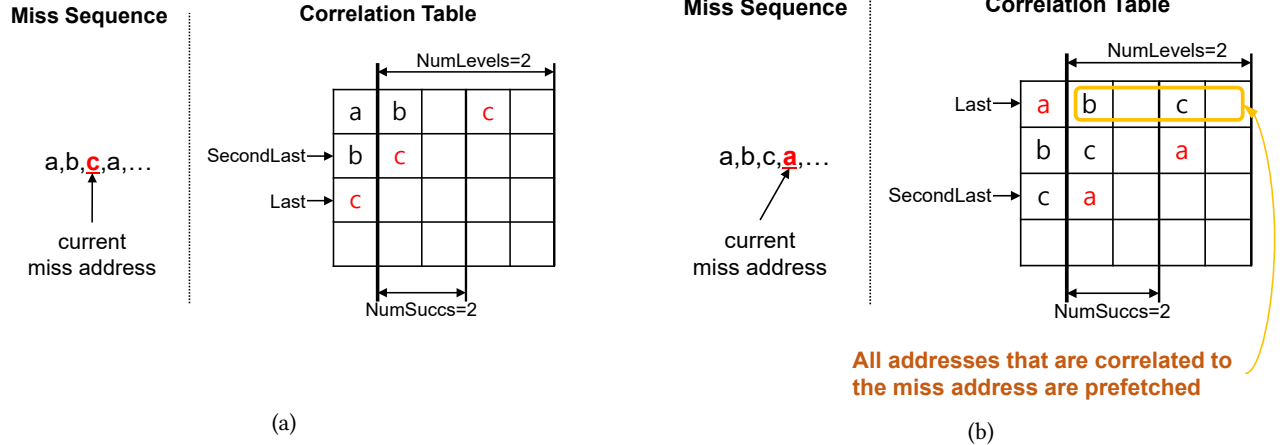 Miss Sequence
Correlation Table
NumLevels=2
a b c
SecondLast b c
a,b,c,a,...
Last c
current
miss address
NumSuccs=2
(a)
Miss Sequence
Correlation Table
NumLevels=2
Last a b c
b c a
a,b,c,a,...
SecondLast c a
current
miss address
NumSuccs=2
All addresses that are correlated to
the miss address are prefetched
(b)